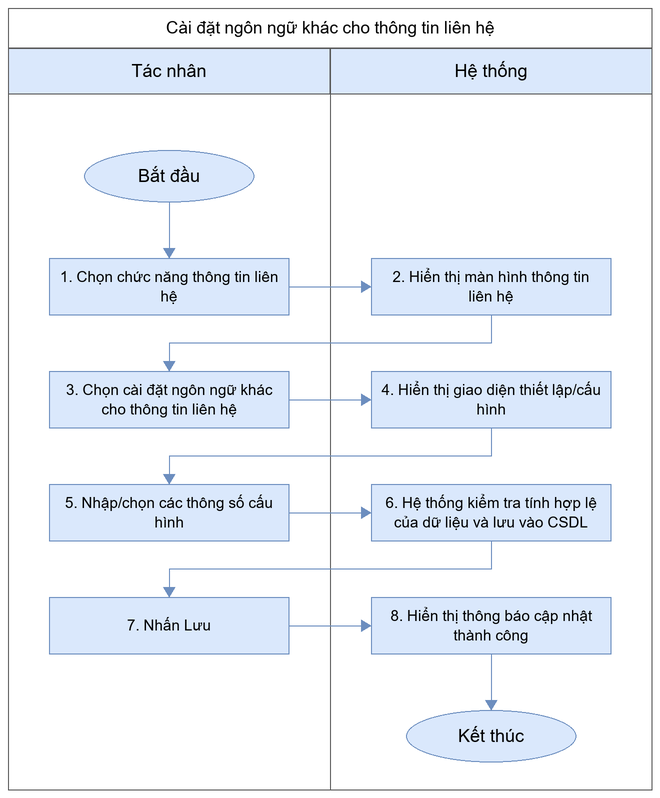 Cài đặt ngôn ngữ khác cho thông tin liên hệ
Tác nhân
Hệ thống
Bắt đầu
1. Chọn chức năng thông tin liên
hệ
2. Hiển thị màn hình thông tin
liên hệ
3. Chọn cài đặt ngôn ngữ khác
cho thông tin liên hệ
4. Hiển thị giao diện thiết lập/cấu
hình
5. Nhập/chọn các thông số cấu
hình
6. Hệ thống kiểm tra tính hợp lệ
của dữ liệu và lưu vào CSDL
7. Nhấn Lưu
8. Hiển thị thông báo cập nhật
thành công
Kết thúc